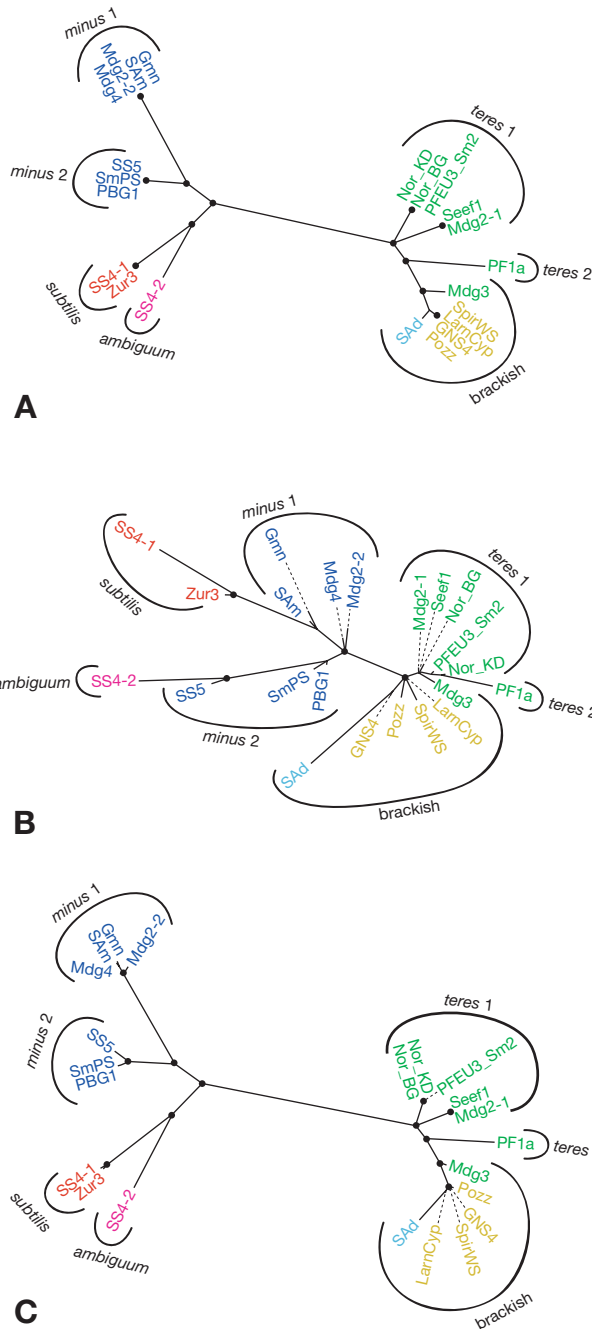 minus 1
Gmn
SAm
Mdg2-2
Mdg4
minus 2
SS5
SmPS
PBG1
SS4-1
Zur3
subtilis
SS4-2
ambiguum
teres 1
Nor_KD
Nor_BG
PFEU3_Sm2
Seef1
Mdg2-1
PF1a
teres 2
Mdg3
SAd
SpirWS
LarnCyp
GNS4
Pozz
brackish
A
minus 1
SS4-1
Gmn
Mdg4
Mdg2-2
subtilis
Zur3
SAm
teres 1
Mdg2-1
Seef1
Nor_BG
PFEU3_Sm2
Nor_KD
ambiguum
SS4-2
SS5
SmPS
PBG1
minus 2
Mdg3
PF1a
teres 2
SAd
GNS4
Pozz
SpirWS
LarnCyp
brackish
B
minus 1
Gmn
SAm
Mdg2-2
Mdg4
minus 2
SS5
SmPS
PBG1
SS4-1
Zur3
subtilis
SS4-2
ambiguum
teres 1
Nor_KD
Nor_BG
PFEU3_Sm2
Seef1
Mdg2-1
PF1a
teres
Mdg3
Pozz
SAd
GNS4
LarnCyp
SpirWS
brackish
C